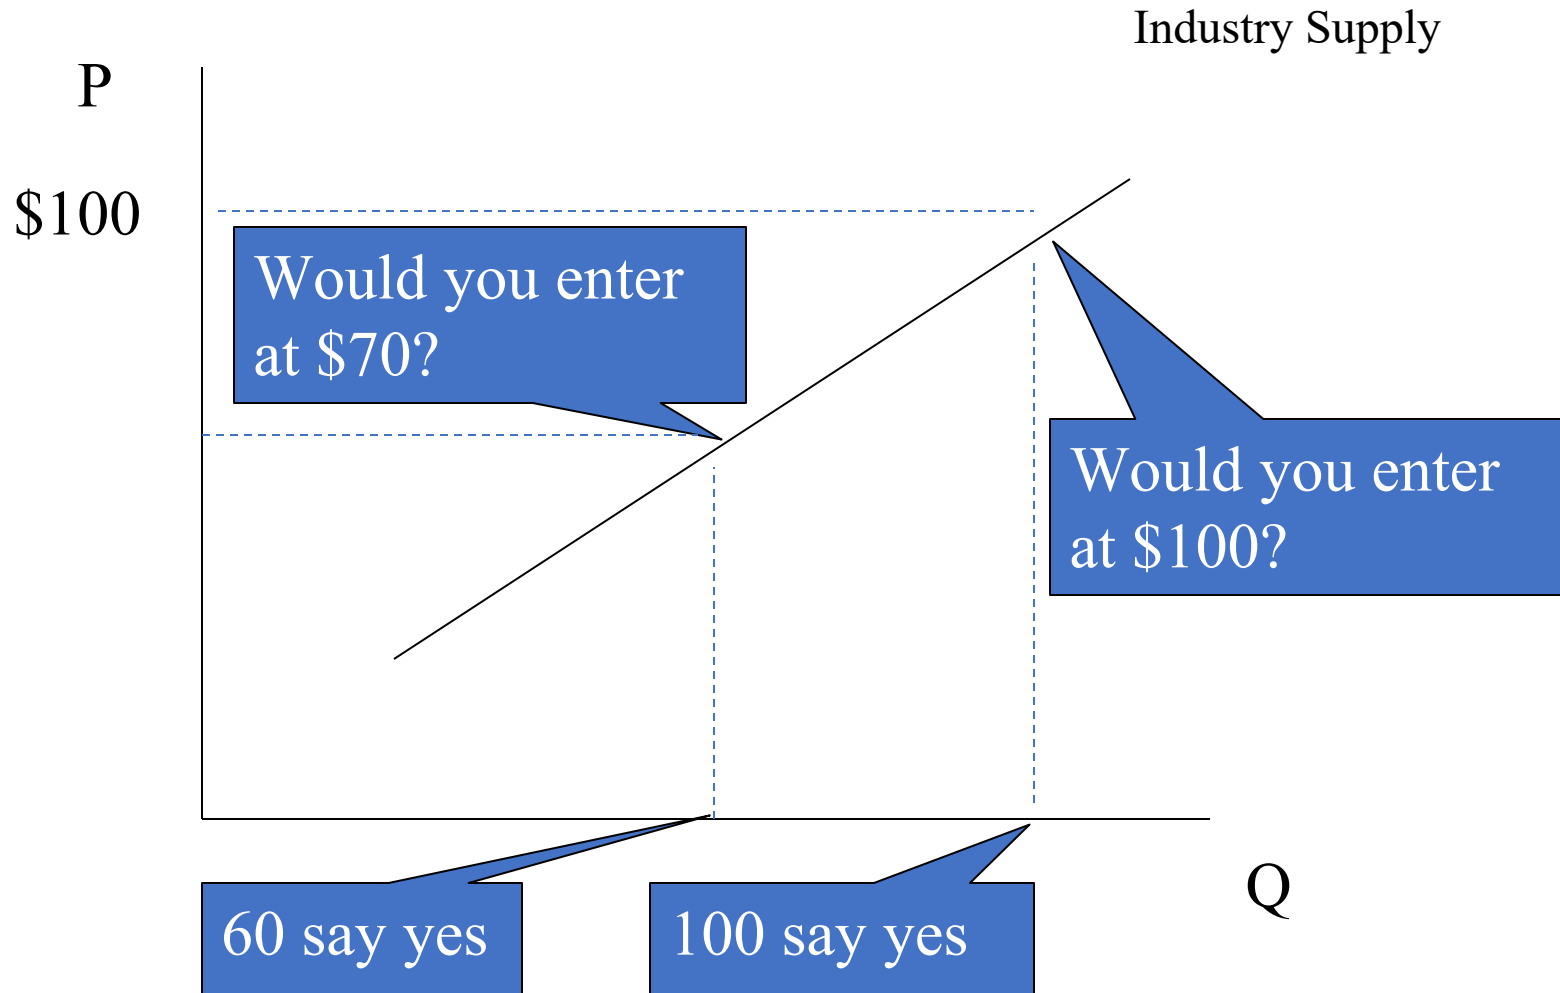 Industry Supply
P
$100
Would you enter
at $70?
Would you enter
at $100?
Q
60 say yes
100 say yes